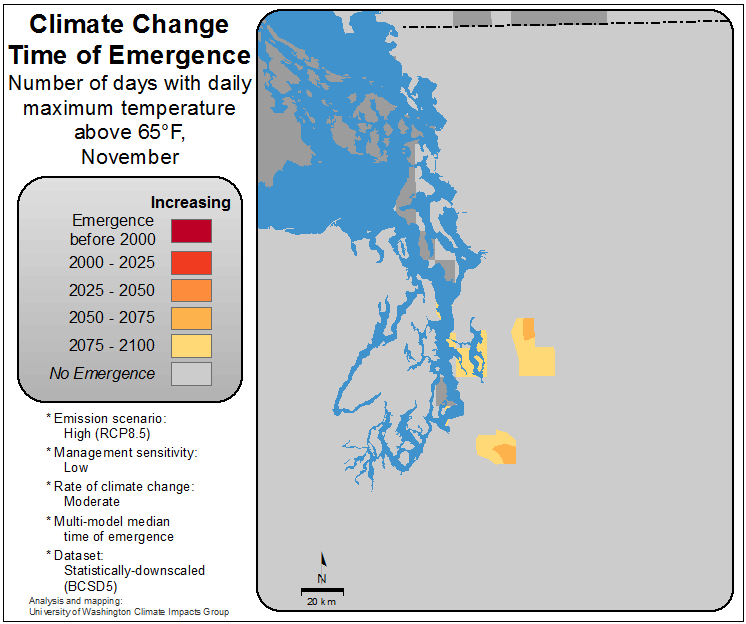 Climate Change
Time of Emergence
Number of days with daily
maximum temperature
above 65°F,
November
Increasing
Emergence
before 2000
2000 - 2025
2025 - 2050
2050 - 2075
2075 - 2100
No Emergence
* Emission scenario:
High (RCP8.5)
* Management sensitivity:
Low
* Rate of climate change:
Moderate
* Multi-model median
time of emergence
* Dataset:
Statistically-downscaled
(BCSD5)
Analysis and mapping:
University of Washington Climate Impacts Group
N
20 km